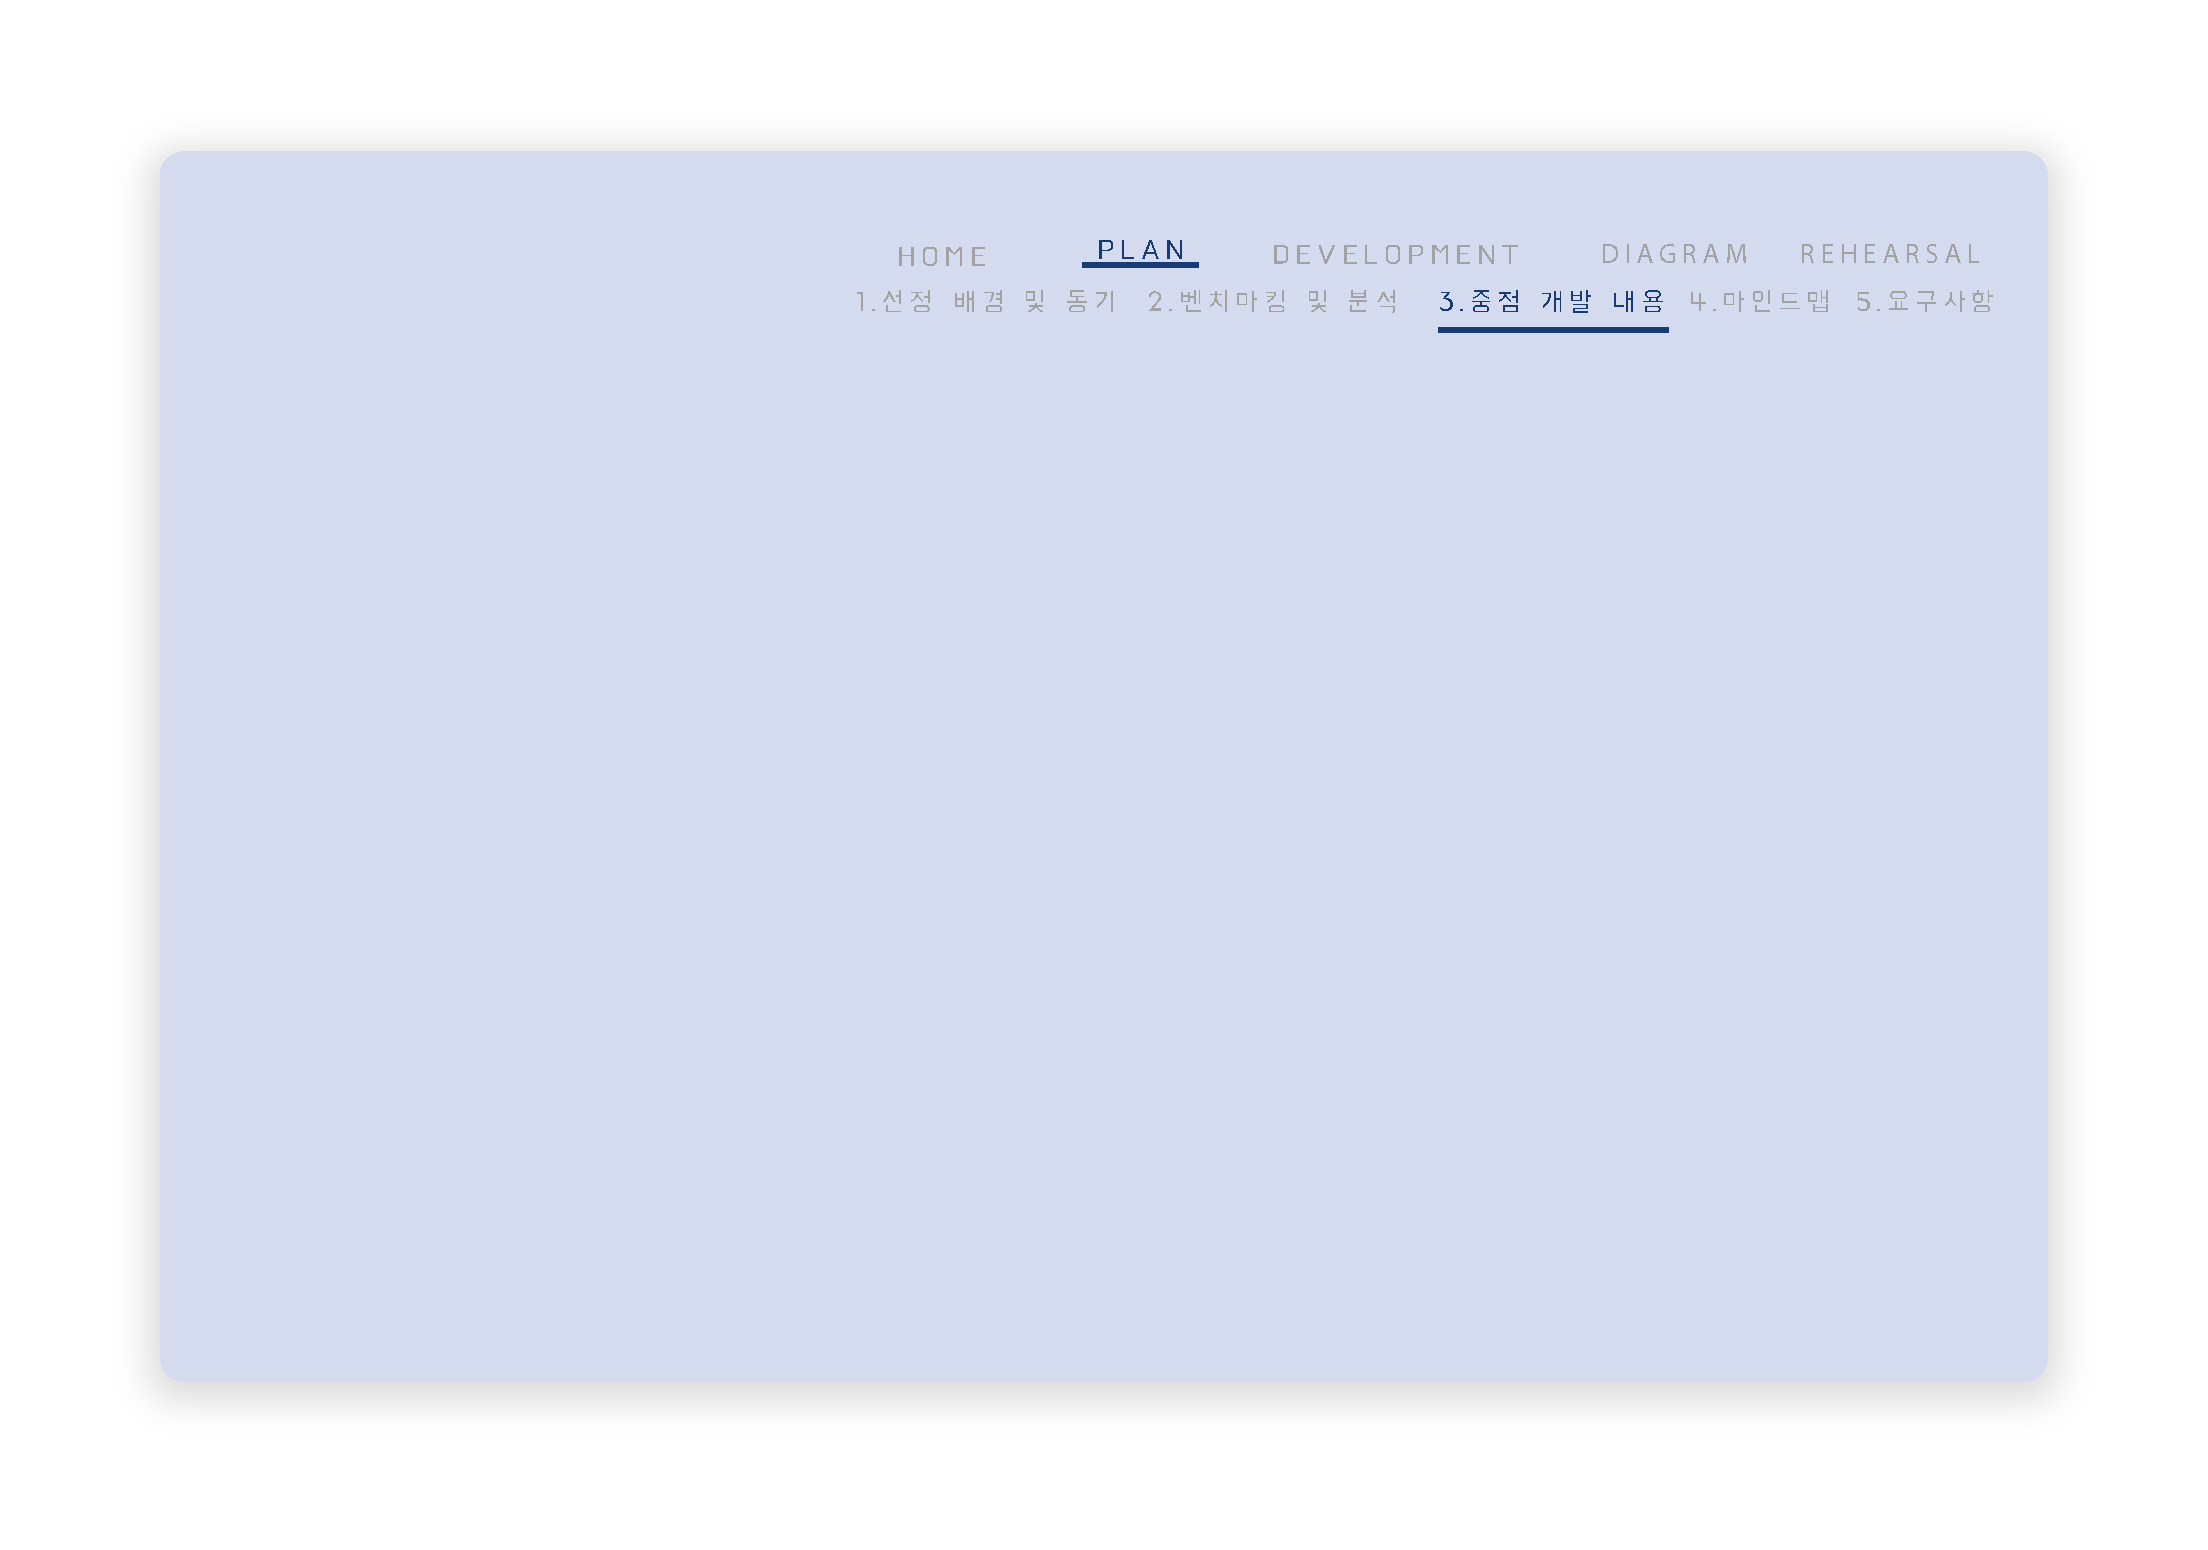 HOME PLAN DEVELOPMENT DIAGRAM REHEARSAL
1.선정 배경 및 동기 2.벤치마킹 및 분석 3.중점 개발 내용 4.마인드맵 5.요구사항